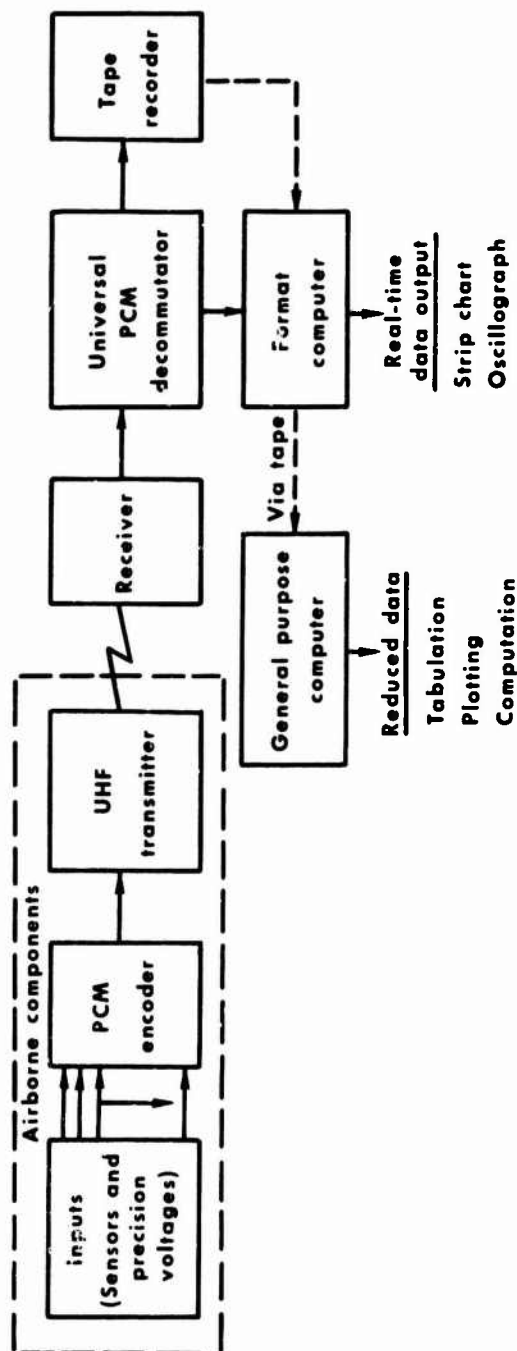 Airborne components
inputs
(Sensors and
precision
voltages)
PCM
encoder
UHF
transmitter
Receiver
Universal
PCM
decommutator
Tape
recorder
General purpose
computer
Via tape
Format
computer
Reduced data
Tabulation
Plotting
Computation
Real-time
data output
Strip chart
Oscillograph